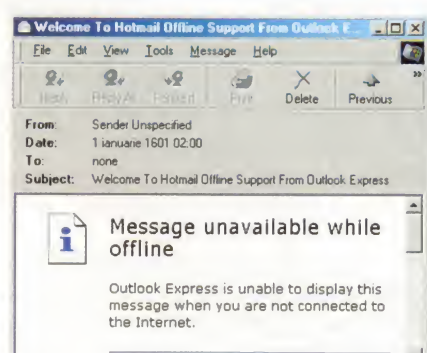 Welcome To Hotmail Offline Support From Outlook E...
File Edit View Tools Message Help
Reply Reply All Forward Print Delete Previous »
From: Sender Unspecified
Date: 1 ianuarie 1601 02:00
To: none
Subject: Welcome To Hotmail Offline Support From Outlook Express
Message unavailable while
offline
Outlook Express is unable to display this
message when you are not connected to
the Internet.